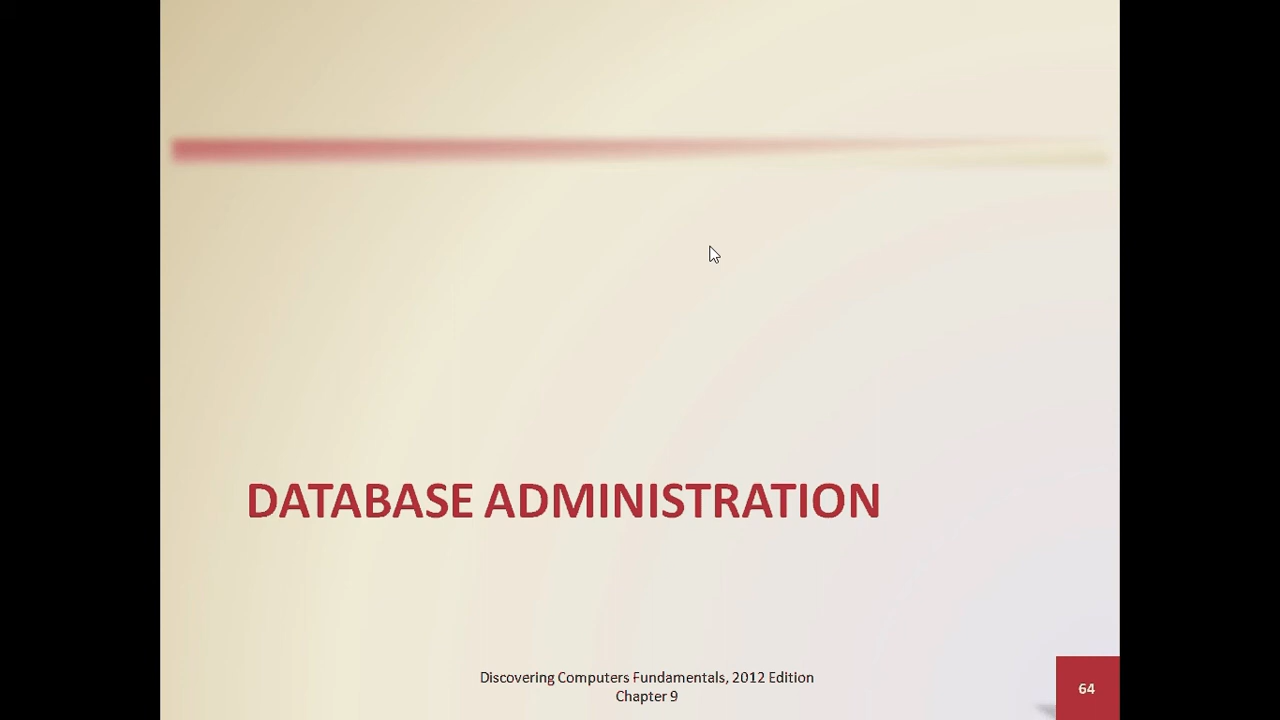 DATABASE ADMINISTRATION
Discovering Computers Fundamentals, 2012 Edition
Chapter 9
64